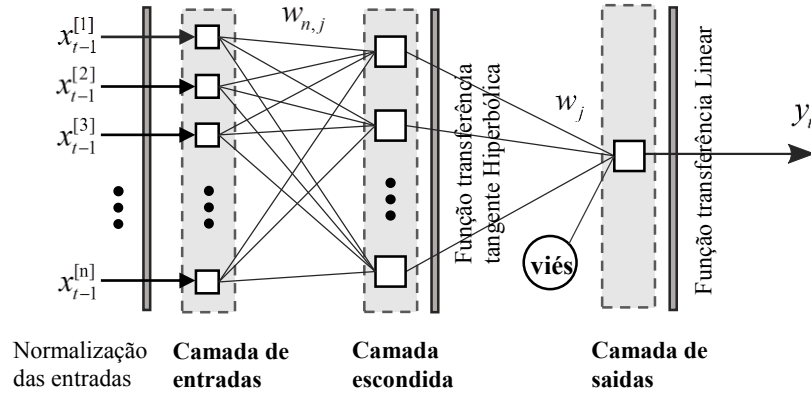 x_{t-1}^{[1]}
x_{t-1}^{[2]}
x_{t-1}^{[3]}
x_{t-1}^{[n]}
w_{n,j}
Função transferência
tangente Hiperbólica
w_j
viés
Função transferência Linear
y_t
Normalização
das entradas
Camada de
entradas
Camada
escondida
Camada de
saidas